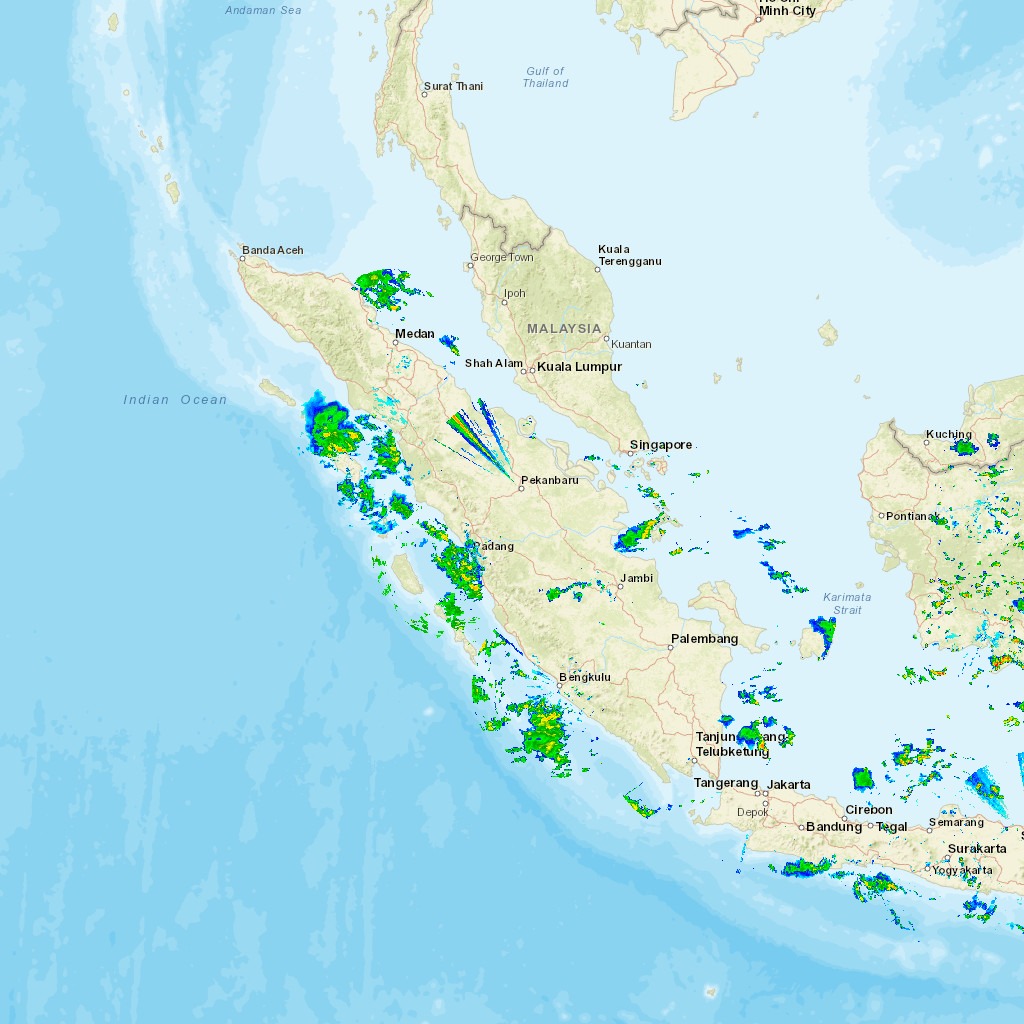 Andaman Sea
Minh City
Gulf of
Thailand
Surat Thani
Banda Aceh
George Town
Kuala
Terengganu
Ipoh
MALAYSIA
Medan
Kuantan
Shah Alam
Kuala Lumpur
Indian Ocean
Kuching
Singapore
Pekanbaru
Pontianak
Padang
Jambi
Karimata
Strait
Palembang
Bengkulu
Telukbetung
Tangerang
Jakarta
Depok
Cirebon
Bandung
Tegal
Semarang
Surakarta
Yogyakarta